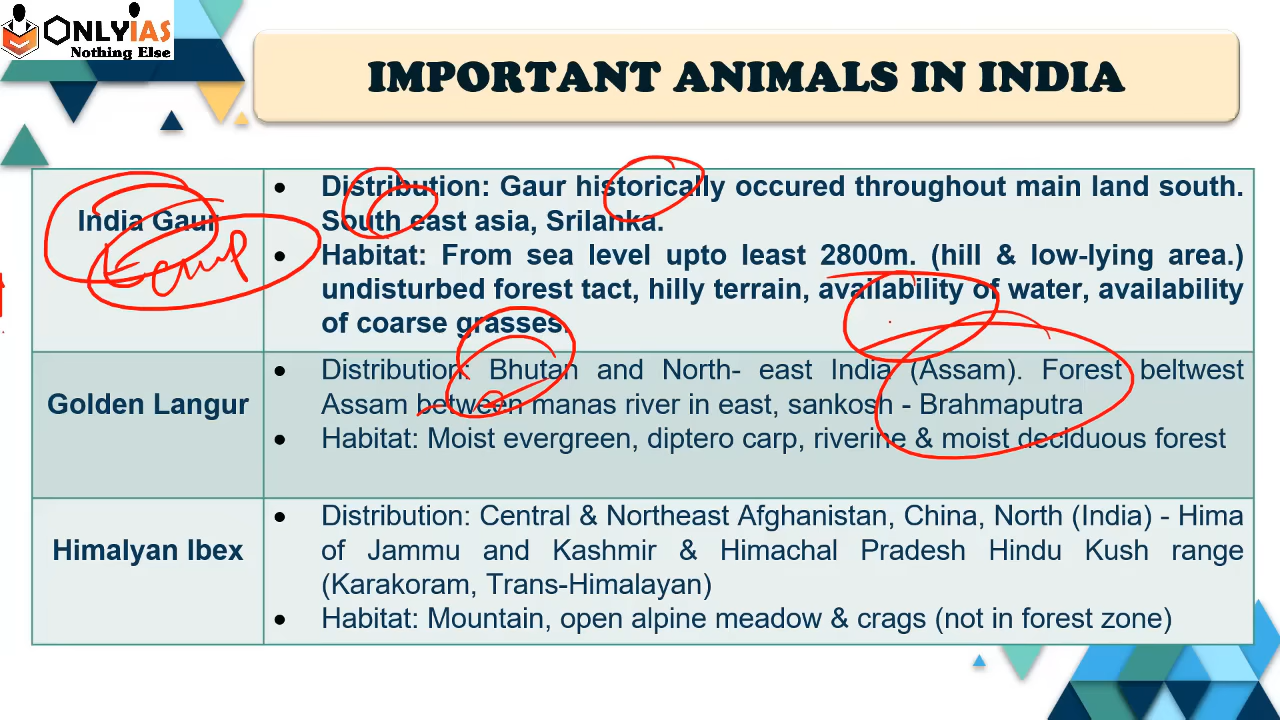 ONLYIAS
Nothing Else
IMPORTANT ANIMALS IN INDIA
India Gaur
• Distribution: Gaur historically occured throughout main land south.
South east asia, Srilanka.
• Habitat: From sea level upto least 2800m. (hill & low-lying area.)
undisturbed forest tact, hilly terrain, availability of water, availability
of coarse grasses.
Golden Langur
• Distribution: Bhutan and North- east India (Assam). Forest beltwest
Assam between manas river in east, sankosh - Brahmaputra
• Habitat: Moist evergreen, diptero carp, riverine & moist deciduous forest
Himalyan Ibex
• Distribution: Central & Northeast Afghanistan, China, North (India) - Hima
of Jammu and Kashmir & Himachal Pradesh Hindu Kush range
(Karakoram, Trans-Himalayan)
• Habitat: Mountain, open alpine meadow & crags (not in forest zone)